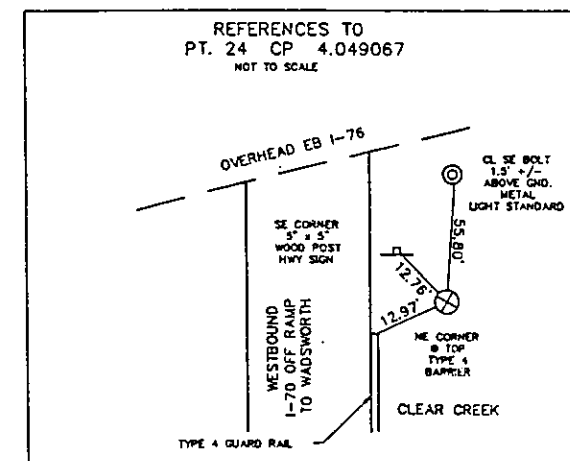 REFERENCES TO
PT. 24 CP 4.049067
NOT TO SCALE
OVERHEAD EB I-76
CL SE BOLT
1.5' +/-
ABOVE GND.
METAL
LIGHT STANDARD
SE CORNER
5" x 5"
WOOD POST
HWY SIGN
55.80'
12.76'
12.97'
WESTBOUND
I-70 OFF RAMP
TO WADSWORTH
NE CORNER
@ TOP
TYPE 4
BARRIER
CLEAR CREEK
TYPE 4 GUARD RAIL